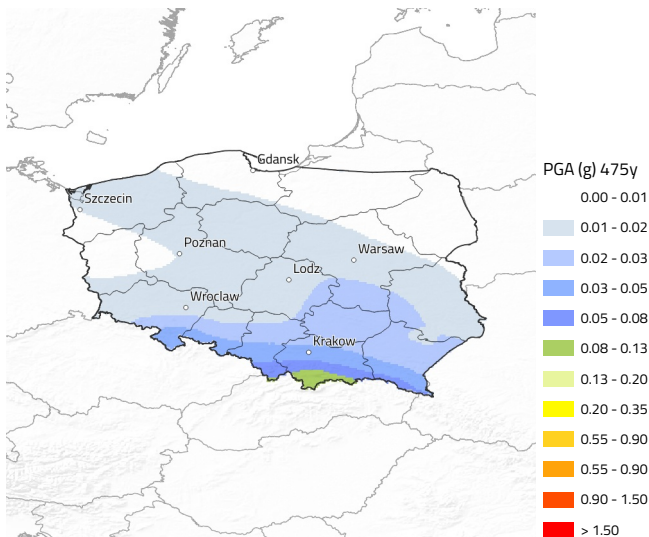 Gdansk
Szczecin
Poznan
Warsaw
Lodz
Wroclaw
Krakow
PGA (g) 475y
0.00 - 0.01
0.01 - 0.02
0.02 - 0.03
0.03 - 0.05
0.05 - 0.08
0.08 - 0.13
0.13 - 0.20
0.20 - 0.35
0.55 - 0.90
0.55 - 0.90
0.90 - 1.50
> 1.50